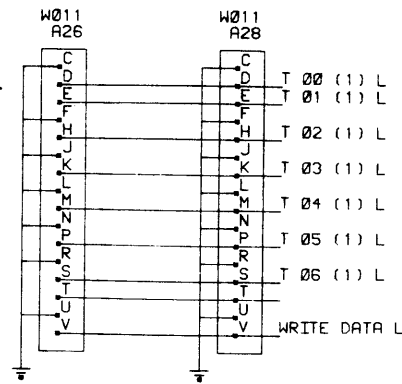 W011 W011
A26 A28
C C
D D T 00 (1) L
E E T 01 (1) L
F F
H H T 02 (1) L
J J
K K T 03 (1) L
L L
M M T 04 (1) L
N N
P P T 05 (1) L
R R
S S T 06 (1) L
T T
U U
V V WRITE DATA L